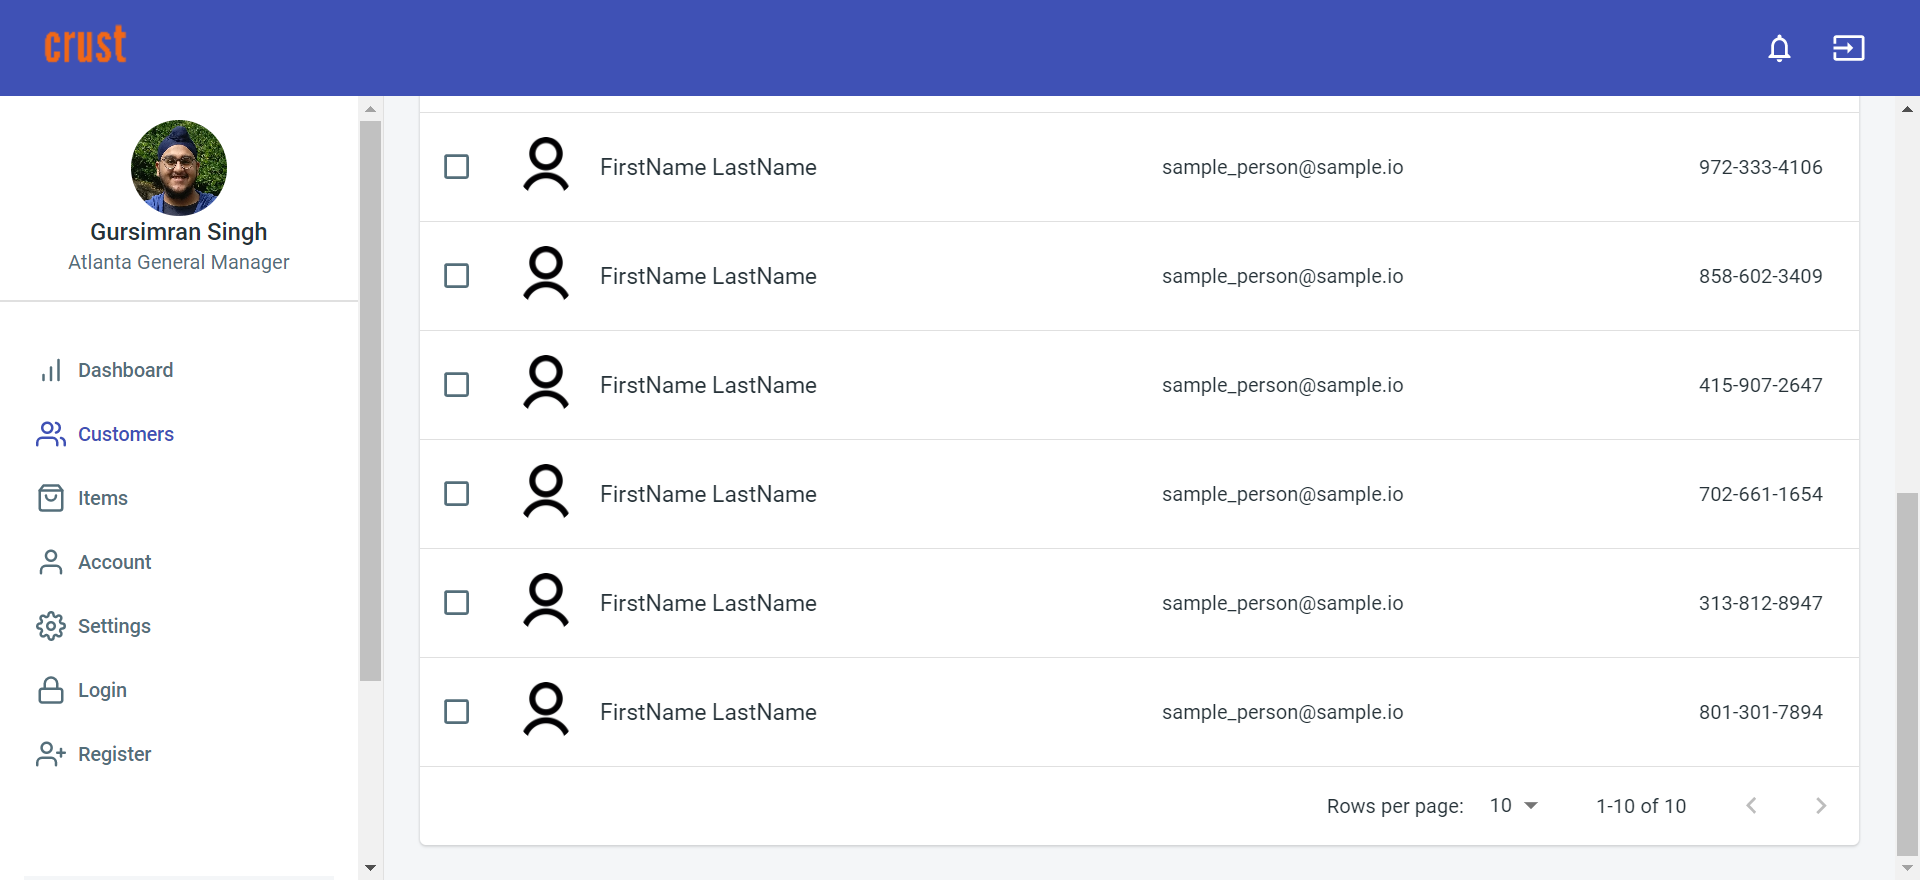 crust
Gursimran Singh
Atlanta General Manager
Dashboard
Customers
Items
Account
Settings
Login
Register
FirstName LastName sample_person@sample.io 972-333-4106
FirstName LastName sample_person@sample.io 858-602-3409
FirstName LastName sample_person@sample.io 415-907-2647
FirstName LastName sample_person@sample.io 702-661-1654
FirstName LastName sample_person@sample.io 313-812-8947
FirstName LastName sample_person@sample.io 801-301-7894
Rows per page: 10 1-10 of 10